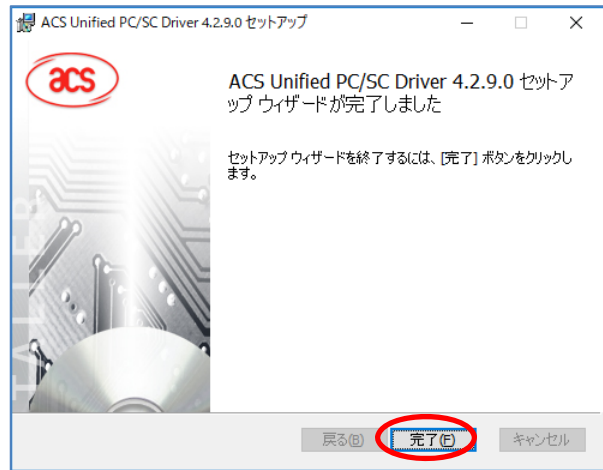 ACS Unified PC/SC Driver 4.2.9.0 セットアップ
acs
ACS Unified PC/SC Driver 4.2.9.0 セットア
ップ ウィザードが完了しました
セットアップ ウィザードを終了するには、[完了] ボタンをクリックし
ます。
戻る(B)
完了(F)
キャンセル